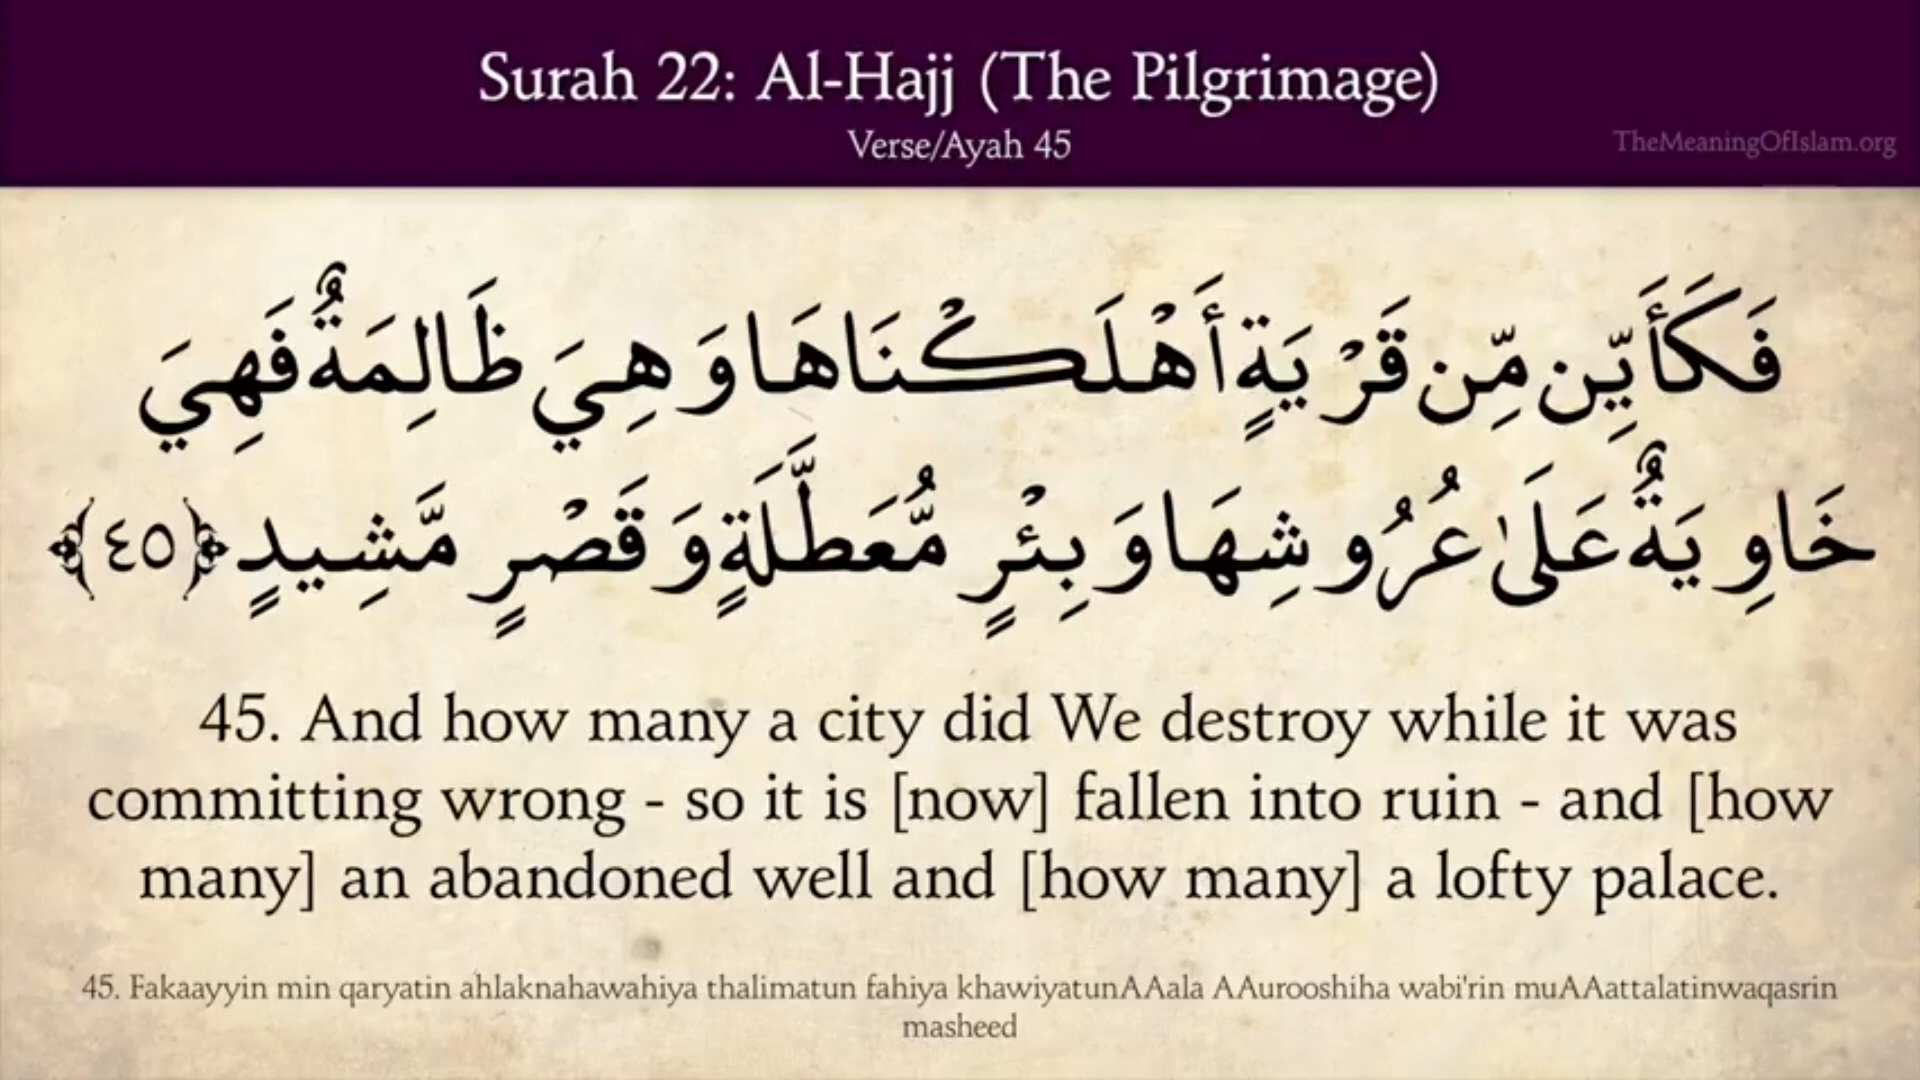 Surah 22: Al-Hajj (The Pilgrimage)
Verse/Ayah 45
TheMeaningOfIslam.org
فَكَأَيِّن مِّن قَرْيَةٍ أَهْلَكْنَاهَا وَهِيَ ظَالِمَةٌ فَهِيَ
خَاوِيَةٌ عَلَىٰ عُرُوشِهَا وَبِئْرٍ مُّعَطَّلَةٍ وَقَصْرٍ مَّشِيدٍ ﴿٤٥﴾
45. And how many a city did We destroy while it was
committing wrong - so it is [now] fallen into ruin - and [how
many] an abandoned well and [how many] a lofty palace.
45. Fakaayyin min qaryatin ahlaknahawahiya thalimatun fahiya khawiyatunAAala AAurooshiha wabi'rin muAAattalatinwaqasrin
masheed